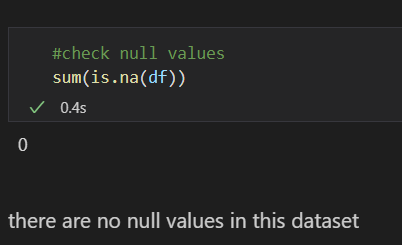 #check null values
sum(is.na(df))
0.4s
0
there are no null values in this dataset